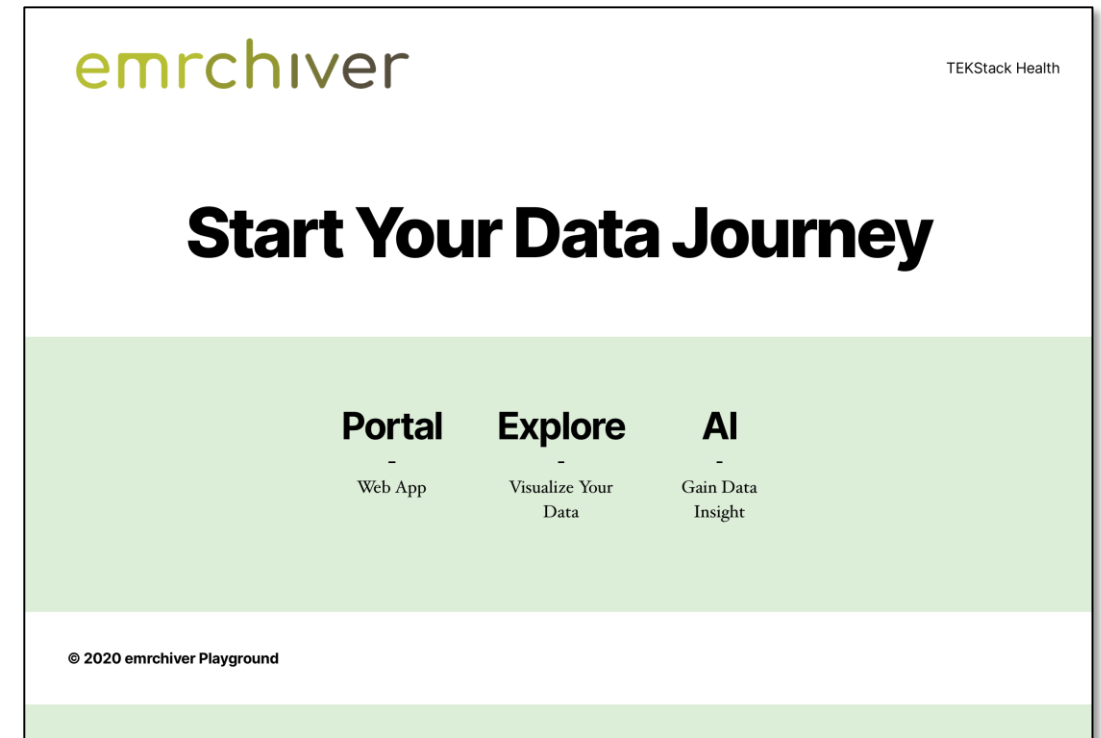 emrchiver
TEKStack Health
Start Your Data Journey
Portal
-
Web App
Explore
-
Visualize Your
Data
AI
-
Gain Data
Insight
© 2020 emrchiver Playground